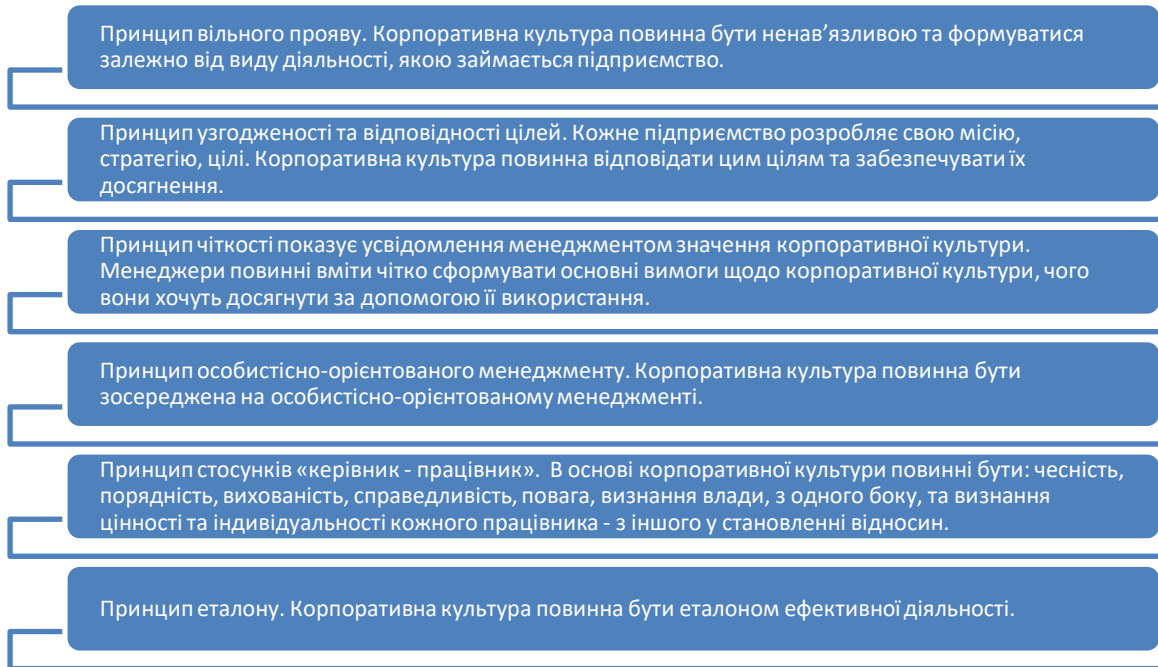 Принцип вільного прояву. Корпоративна культура повинна бути ненав’язливою та формуватися
залежно від виду діяльності, якою займається підприємство.
Принцип узгодженості та відповідності цілей. Кожне підприємство розробляє свою місію,
стратегію, цілі. Корпоративна культура повинна відповідати цим цілям та забезпечувати їх
досягнення.
Принцип чіткості показує усвідомлення менеджментом значення корпоративної культури.
Менеджери повинні вміти чітко сформувати основні вимоги щодо корпоративної культури, чого
вони хочуть досягнути за допомогою її використання.
Принцип особистісно-орієнтованого менеджменту. Корпоративна культура повинна бути
зосереджена на особистісно-орієнтованому менеджменті.
Принцип стосунків «керівник - працівник». В основі корпоративної культури повинні бути: чесність,
порядність, вихованість, справедливість, повага, визнання влади, з одного боку, та визнання
цінності та індивідуальності кожного працівника - з іншого у становленні відносин.
Принцип еталону. Корпоративна культура повинна бути еталоном ефективної діяльності.